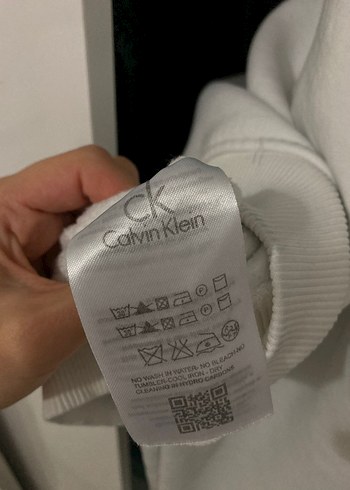 ck
Calvin Klein
NO WASH IN WATER- NO BLEACHING
TUMBLER-COOL IRON - DRY
CLEANING IN HYDRO CARBONS